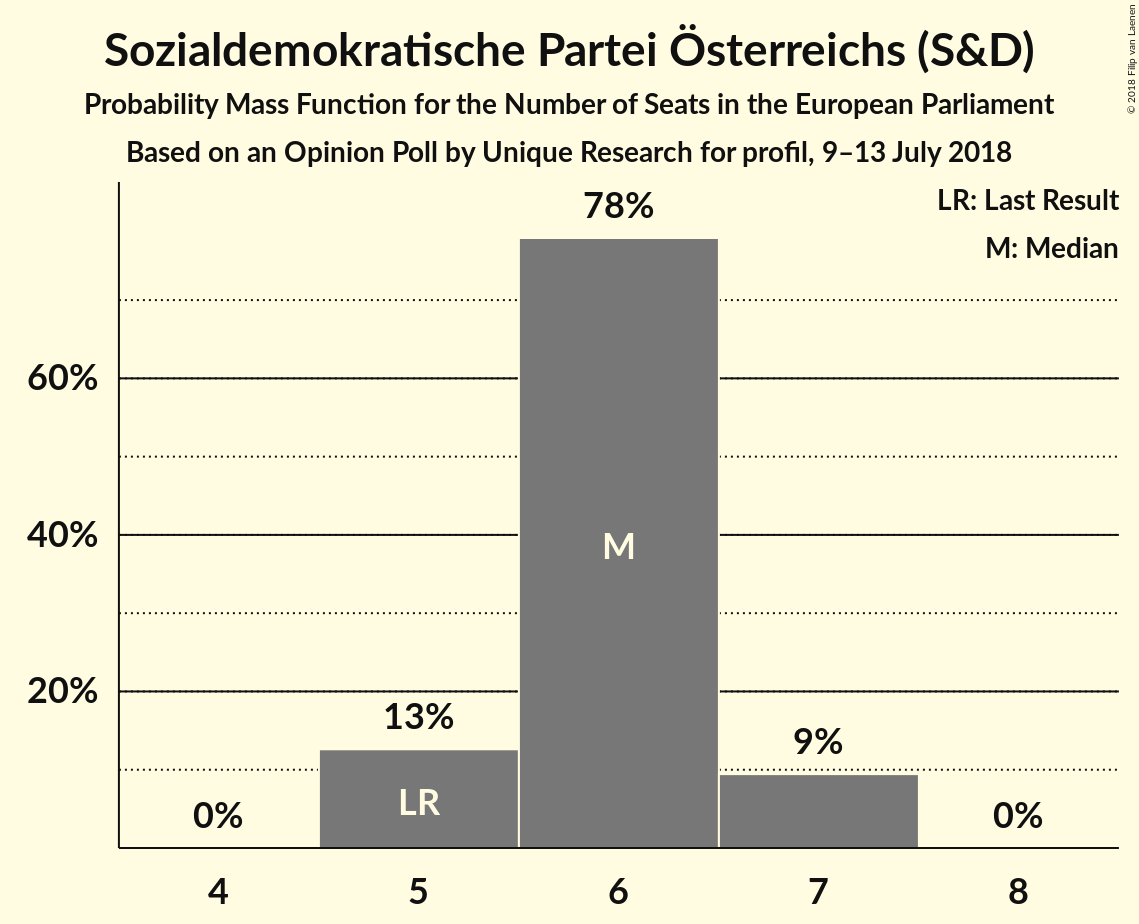 Sozialdemokratische Partei Österreichs (S&D)
Probability Mass Function for the Number of Seats in the European Parliament
Based on an Opinion Poll by Unique Research for profil, 9–13 July 2018
© 2018 Filip van Laenen
LR: Last Result
M: Median
78%
60%
40%
20%
M
13%
LR
9%
0%
0%
4
5
6
7
8